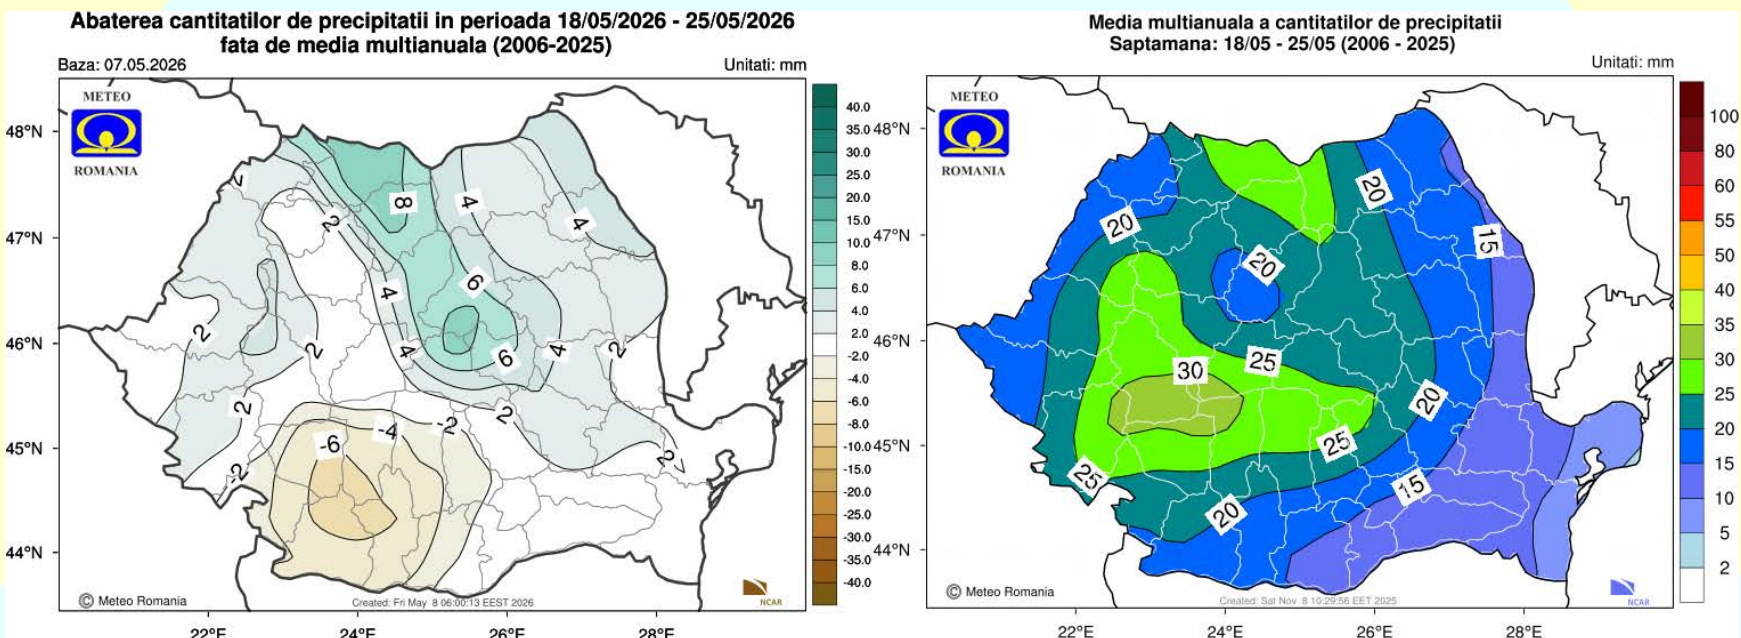 Abaterea cantitatilor de precipitatii in perioada 18/05/2026 - 25/05/2026
fata de media multianuala (2006-2025)
Baza: 07.05.2026
Unitati: mm
METEO
ROMANIA
48°N
47°N
46°N
45°N
44°N
2
2
8
4
4
4
6
2
2
4
6
4
2
2
2
-2
-4
-6
-2
2
40.0
35.0
30.0
25.0
20.0
15.0
10.0
8.0
6.0
4.0
2.0
-2.0
-4.0
-6.0
-8.0
-10.0
-15.0
-20.0
-25.0
-30.0
-35.0
-40.0
© Meteo Romania
Created: Fri May 8 06:00:13 EEST 2026
NCAR
22°E
24°E
26°E
28°E
Media multianuala a cantitatilor de precipitatii
Saptamana: 18/05 - 25/05 (2006 - 2025)
Unitati: mm
METEO
ROMANIA
48°N
47°N
46°N
45°N
44°N
20
20
15
20
25
30
20
25
25
15
20
100
80
60
55
50
40
35
30
25
20
15
10
5
2
© Meteo Romania
Created: Sat Nov 8 10:29:56 EET 2025
NCAR
22°E
24°E
26°E
28°E